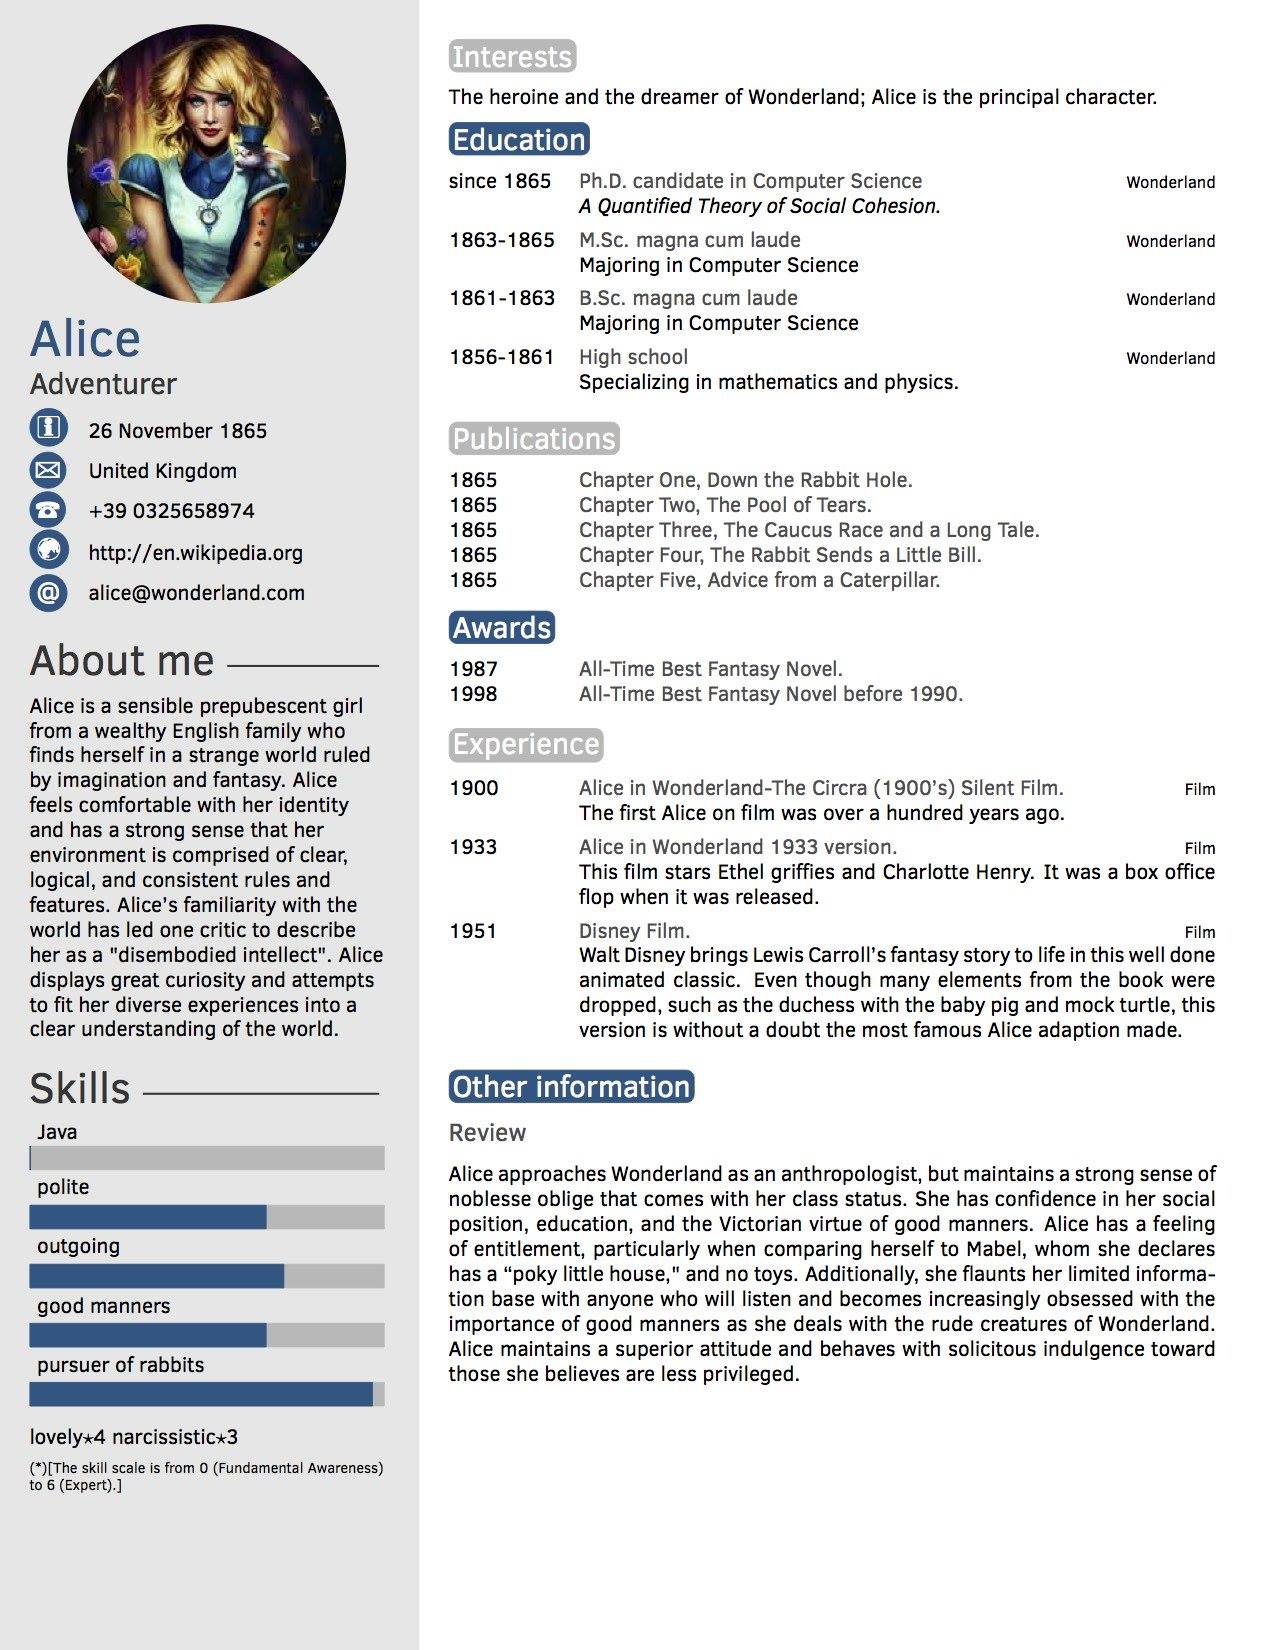 Alice
Adventurer
26 November 1865
United Kingdom
+39 0325658974
http://en.wikipedia.org
alice@wonderland.com
About me
Alice is a sensible prepubescent girl
from a wealthy English family who
finds herself in a strange world ruled
by imagination and fantasy. Alice
feels comfortable with her identity
and has a strong sense that her
environment is comprised of clear,
logical, and consistent rules and
features. Alice's familiarity with the
world has led one critic to describe
her as a "disembodied intellect". Alice
displays great curiosity and attempts
to fit her diverse experiences into a
clear understanding of the world.
Skills
Java
polite
outgoing
good manners
pursuer of rabbits
lovely⋆4 narcissistic⋆3
(*)[The skill scale is from 0 (Fundamental Awareness)
to 6 (Expert).]
Interests
The heroine and the dreamer of Wonderland; Alice is the principal character.
Education
since 1865 Ph.D. candidate in Computer Science Wonderland
A Quantified Theory of Social Cohesion.
1863-1865 M.Sc. magna cum laude Wonderland
Majoring in Computer Science
1861-1863 B.Sc. magna cum laude Wonderland
Majoring in Computer Science
1856-1861 High school Wonderland
Specializing in mathematics and physics.
Publications
1865 Chapter One, Down the Rabbit Hole.
1865 Chapter Two, The Pool of Tears.
1865 Chapter Three, The Caucus Race and a Long Tale.
1865 Chapter Four, The Rabbit Sends a Little Bill.
1865 Chapter Five, Advice from a Caterpillar.
Awards
1987 All-Time Best Fantasy Novel.
1998 All-Time Best Fantasy Novel before 1990.
Experience
1900 Alice in Wonderland-The Circra (1900's) Silent Film. Film
The first Alice on film was over a hundred years ago.
1933 Alice in Wonderland 1933 version. Film
This film stars Ethel griffies and Charlotte Henry. It was a box office
flop when it was released.
1951 Disney Film. Film
Walt Disney brings Lewis Carroll's fantasy story to life in this well done
animated classic. Even though many elements from the book were
dropped, such as the duchess with the baby pig and mock turtle, this
version is without a doubt the most famous Alice adaption made.
Other information
Review
Alice approaches Wonderland as an anthropologist, but maintains a strong sense of
noblesse oblige that comes with her class status. She has confidence in her social
position, education, and the Victorian virtue of good manners. Alice has a feeling
of entitlement, particularly when comparing herself to Mabel, whom she declares
has a “poky little house," and no toys. Additionally, she flaunts her limited informa-
tion base with anyone who will listen and becomes increasingly obsessed with the
importance of good manners as she deals with the rude creatures of Wonderland.
Alice maintains a superior attitude and behaves with solicitous indulgence toward
those she believes are less privileged.